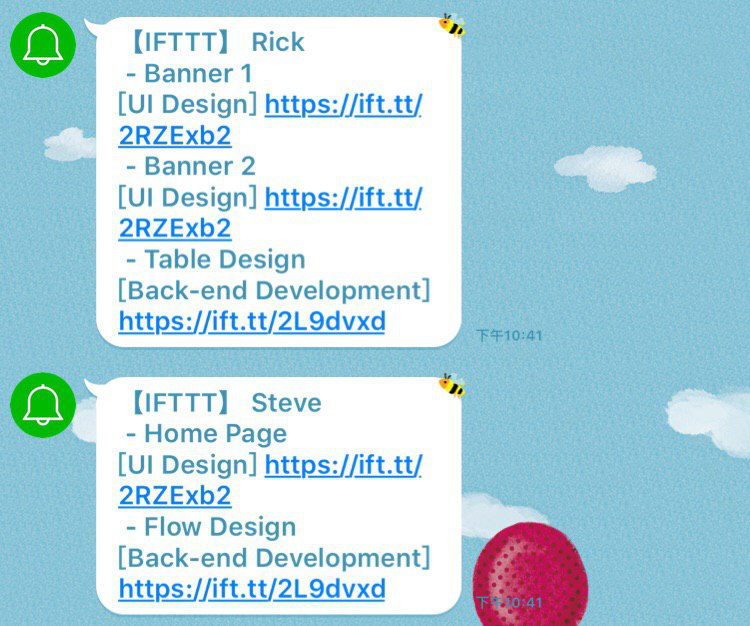 【IFTTT】 Rick
- Banner 1
[UI Design] https://ift.tt/
2RZExb2
- Banner 2
[UI Design] https://ift.tt/
2RZExb2
- Table Design
[Back-end Development]
https://ift.tt/2L9dvxd
下午10:41
【IFTTT】 Steve
- Home Page
[UI Design] https://ift.tt/
2RZExb2
- Flow Design
[Back-end Development]
https://ift.tt/2L9dvxd
下午10:41